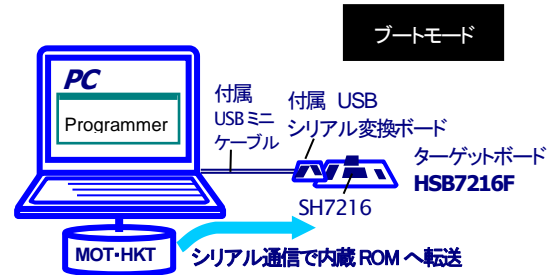 ブートモード
PC
Programmer
付属
USBミニ
ケーブル
付属 USB
シリアル変換ボード
ターゲットボード
HSB7216F
SH7216
MOT・HKT
シリアル通信で内蔵ROMへ転送